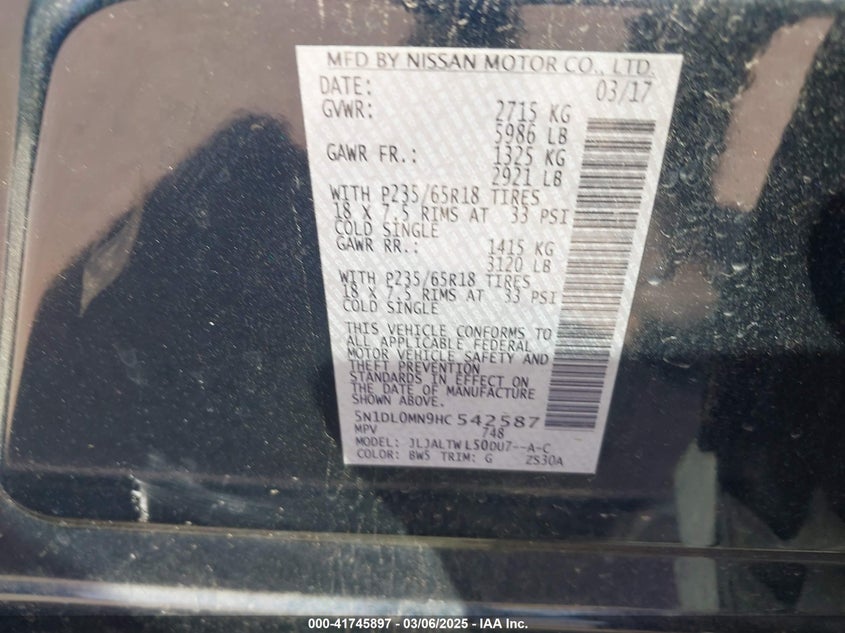 MFD BY NISSAN MOTOR CO., LTD.
DATE: 03/17
GVWR: 2715 KG
5986 LB
GAWR FR.: 1325 KG
2921 LB
WITH P235/65R18 TIRES
18 X 7.5 RIMS AT 33 PSI
COLD SINGLE
GAWR RR.: 1415 KG
3120 LB
WITH P235/65R18 TIRES
18 X 7.5 RIMS AT 33 PSI
COLD SINGLE
THIS VEHICLE CONFORMS TO
ALL APPLICABLE FEDERAL
MOTOR VEHICLE SAFETY AND
THEFT PREVENTION
STANDARDS IN EFFECT ON
THE DATE OF MANUFACTURE
SHOWN ABOVE.
5N1DL0MN9HC542587
MPV 748
MODEL: JLJALTWL50DU7--A-C
COLOR: BW5 TRIM: G ZS30A
000-41745897 - 03/06/2025 - IAA Inc.